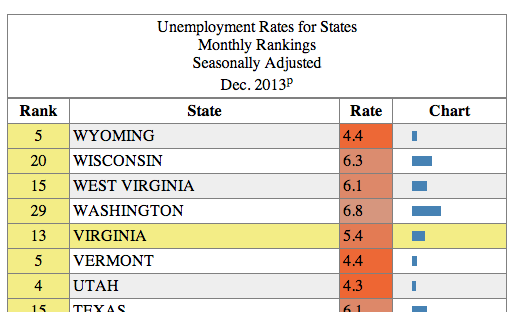 Unemployment Rates for States
Monthly Rankings
Seasonally Adjusted
Dec. 2013p
Rank State Rate Chart
5 WYOMING 4.4
20 WISCONSIN 6.3
15 WEST VIRGINIA 6.1
29 WASHINGTON 6.8
13 VIRGINIA 5.4
5 VERMONT 4.4
4 UTAH 4.3
15 TEXAS 6.1